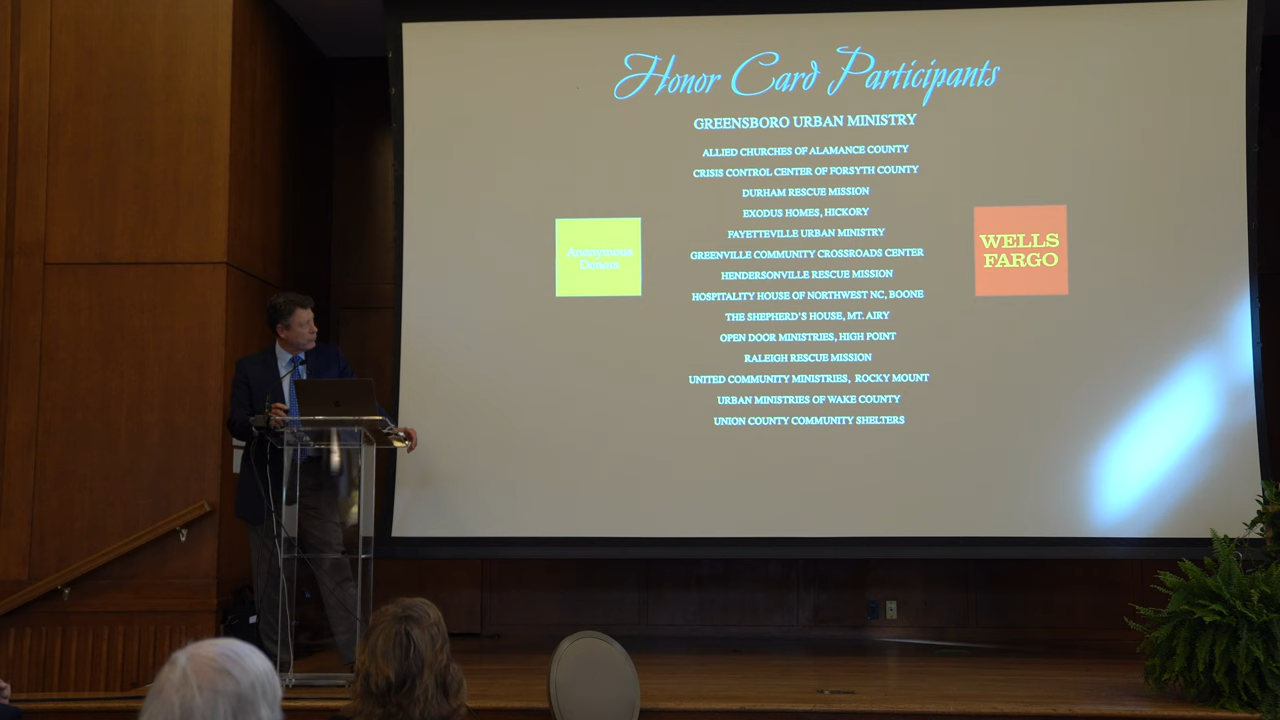 Honor Card Participants
GREENSBORO URBAN MINISTRY
ALLIED CHURCHES OF ALAMANCE COUNTY
CRISIS CONTROL CENTER OF FORSYTH COUNTY
DURHAM RESCUE MISSION
EXODUS HOMES, HICKORY
FAYETTEVILLE URBAN MINISTRY
GREENVILLE COMMUNITY CROSSROADS CENTER
HENDERSONVILLE RESCUE MISSION
HOSPITALITY HOUSE OF NORTHWEST NC, BOONE
THE SHEPHERD'S HOUSE, MT. AIRY
OPEN DOOR MINISTRIES, HIGH POINT
RALEIGH RESCUE MISSION
UNITED COMMUNITY MINISTRIES, ROCKY MOUNT
URBAN MINISTRIES OF WAKE COUNTY
UNION COUNTY COMMUNITY SHELTERS
Anonymous
Donors
WELLS
FARGO